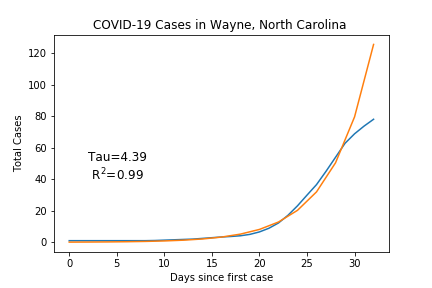 COVID-19 Cases in Wayne, North Carolina
120
100
80
60
40
20
0
Total Cases
Tau=4.39
R²=0.99
0 5 10 15 20 25 30
Days since first case